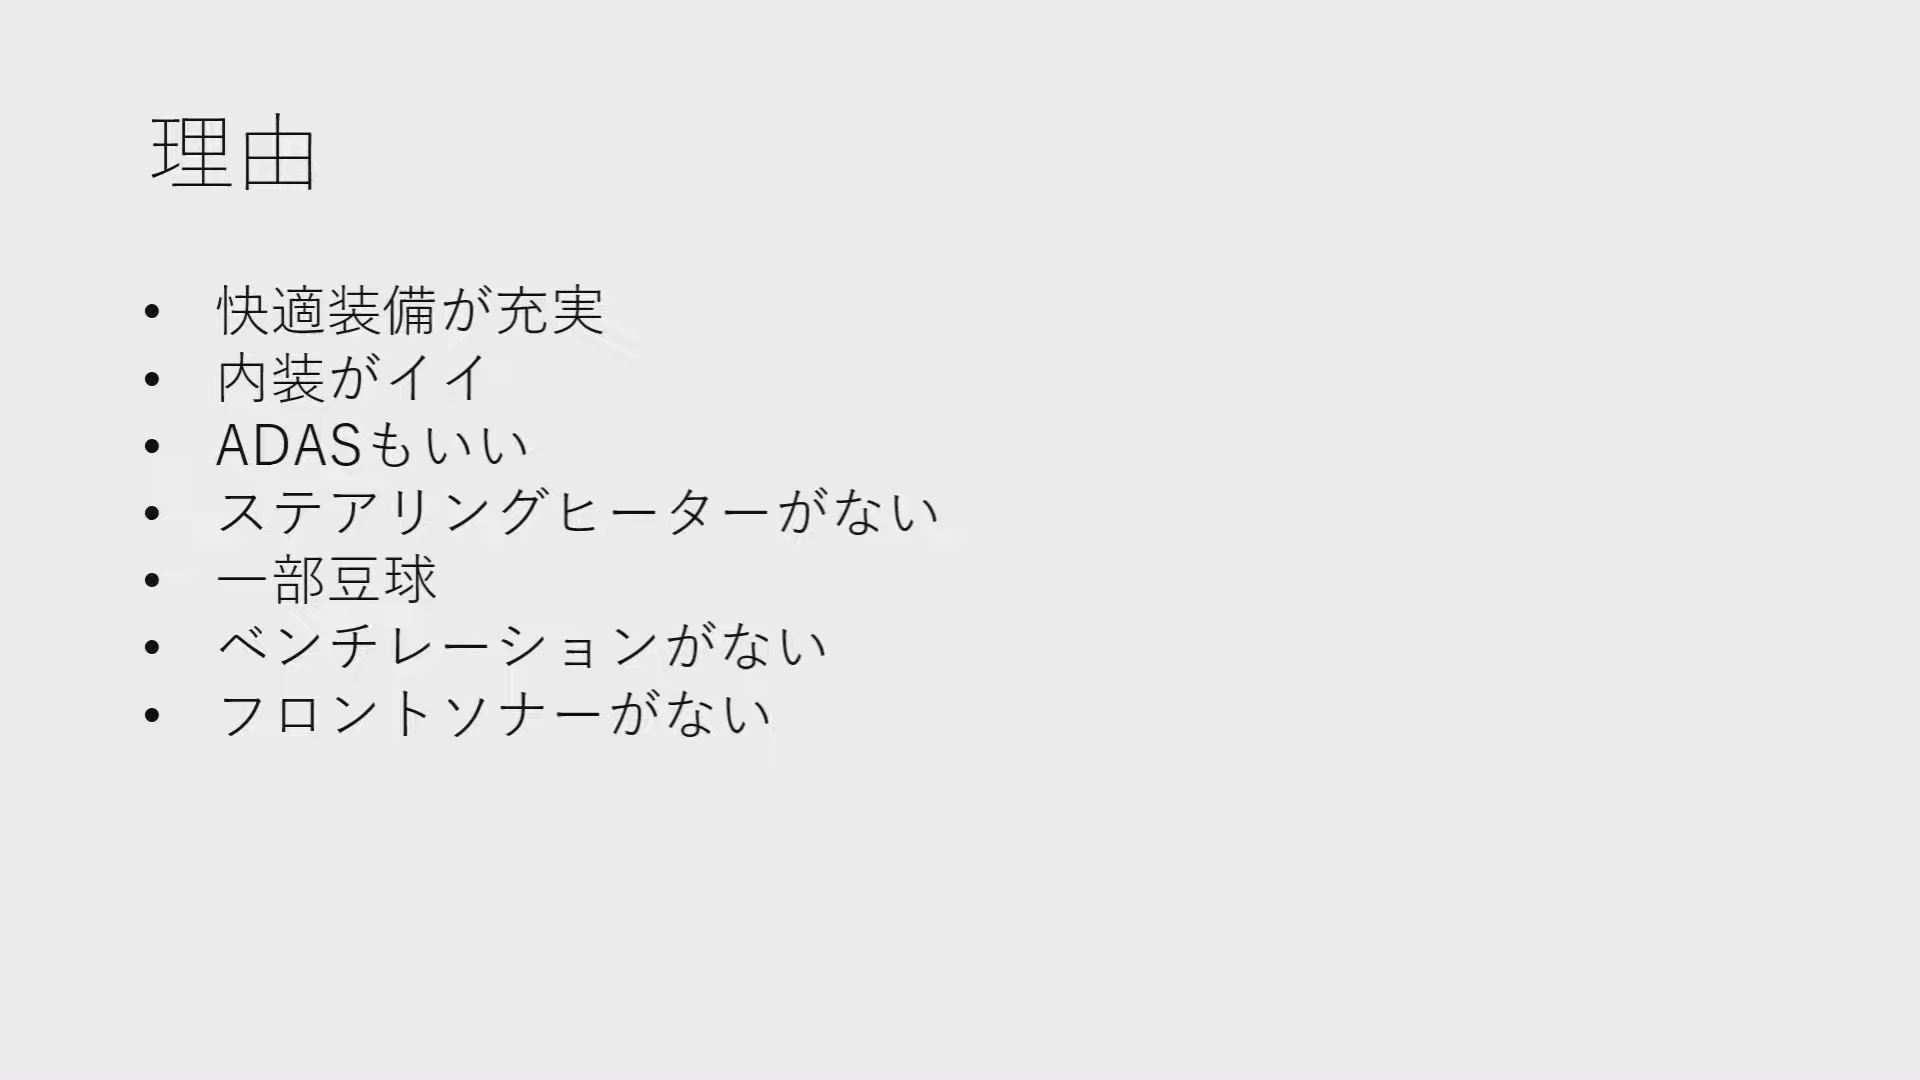 理由
• 快適装備が充実
• 内装がイイ
• ADASもいい
• ステアリングヒーターがない
• 一部豆球
• ベンチレーションがない
• フロントソナーがない